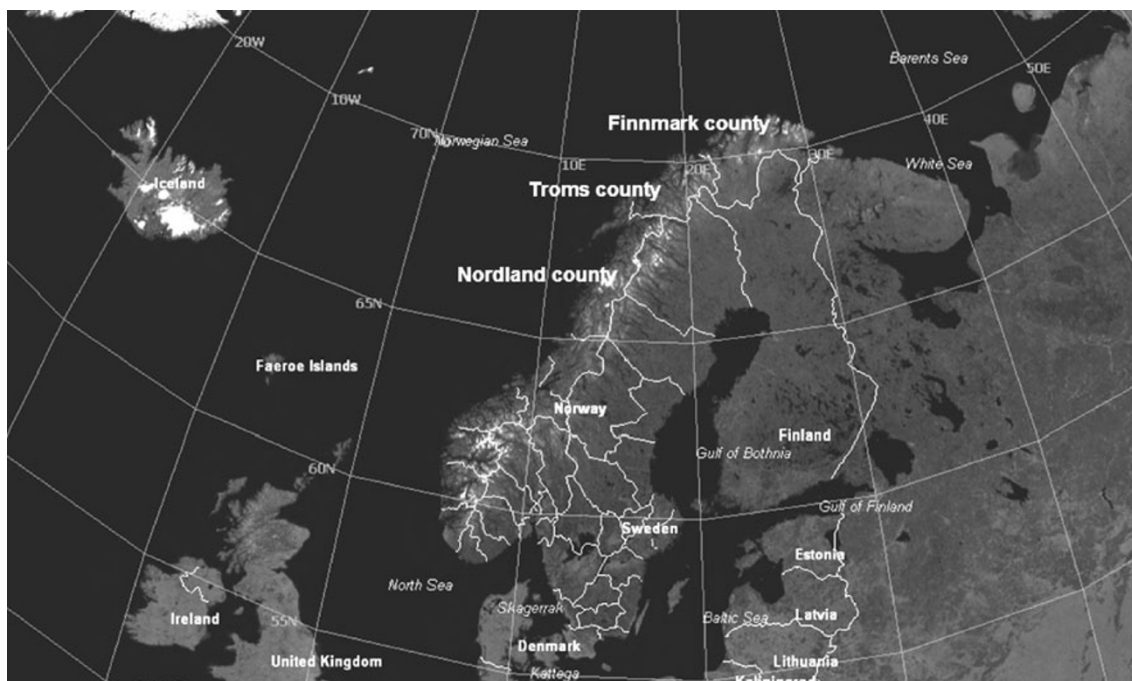 20W
Barents Sea
50E
10W
40E
Finnmark county
70N
Norwegian Sea
30E
10E
20E
White Sea
Iceland
Troms county
Nordland county
65N
Faeroe Islands
Norway
Finland
Gulf of Bothnia
60N
Gulf of Finland
Sweden
Estonia
North Sea
Skagerrak
Baltic Sea
Latvia
Ireland
55N
Denmark
United Kingdom
Lithuania
Kattega